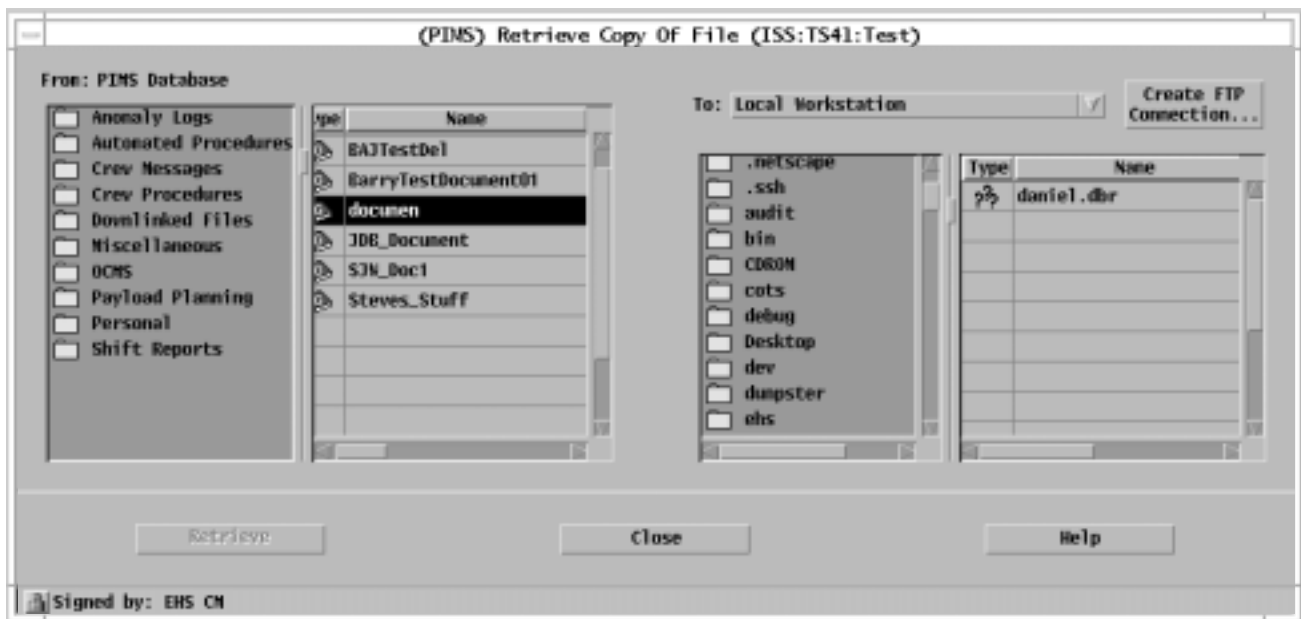 (PIMS) Retrieve Copy Of File (ISS:TS41:Test)
From: PIMS Database
Anomaly Logs
Automated Procedures
Crew Messages
Crew Procedures
Downlinked Files
Miscellaneous
OCMS
Payload Planning
Personal
Shift Reports
ype Name
BAJTestDel
BarryTestDocument01
documen
JDB_Document
SJN_Doc1
Steves_Stuff
To: Local Workstation
Create FTP
Connection...
.netscape
.ssh
audit
bin
CDROM
cots
debug
Desktop
dev
dumpster
ehs
Type Name
daniel.dbr
Retrieve
Close
Help
Signed by: EHS CM